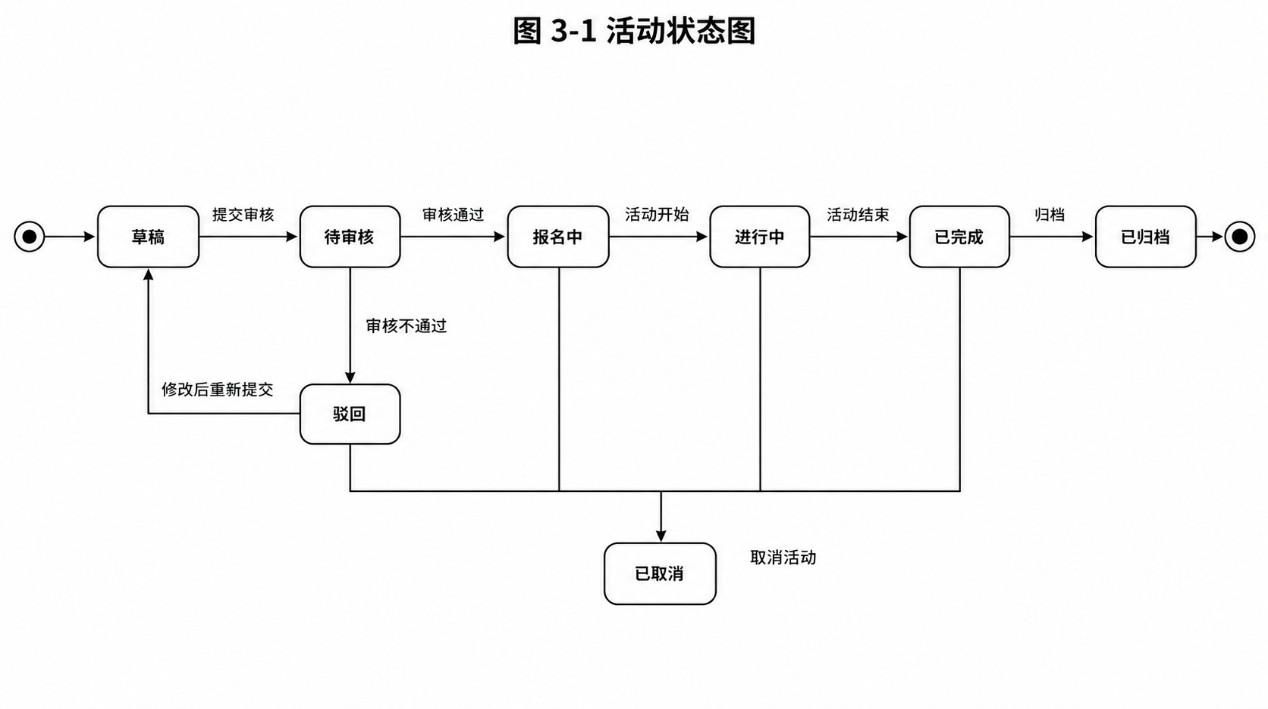 图 3-1 活动状态图
草稿
提交审核
待审核
审核通过
报名中
活动开始
进行中
活动结束
已完成
归档
已归档
审核不通过
修改后重新提交
驳回
已取消
取消活动